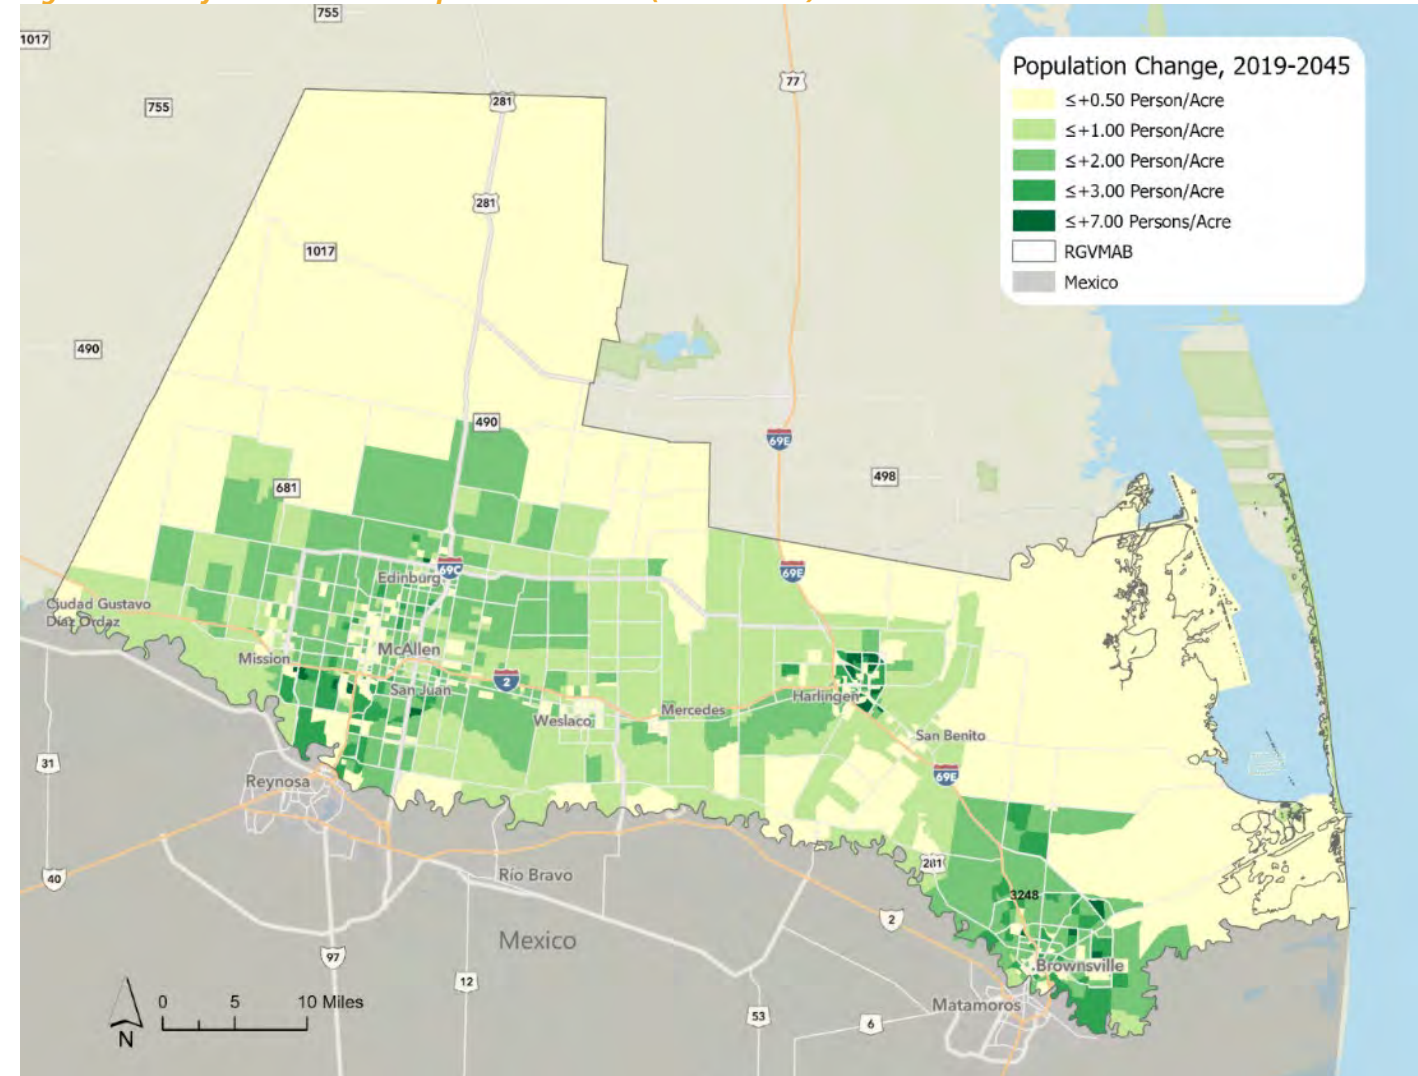 755
1017
77
281
755
Population Change, 2019-2045
≤+0.50 Person/Acre
≤+1.00 Person/Acre
≤+2.00 Person/Acre
≤+3.00 Person/Acre
≤+7.00 Persons/Acre
RGVMAB
Mexico
281
1017
490
490
69E
498
681
69C
69E
Edinburg
Ciudad Gustavo
Díaz Ordaz
McAllen
Mission
San Juan
2
Weslaco
Mercedes
Harlingen
San Benito
31
Reynosa
69E
281
40
Río Bravo
3248
2
Mexico
97
Brownsville
12
Matamoros
0 5 10 Miles
53
6
N